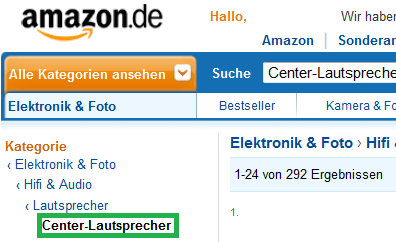 amazon.de
Hallo,
Wir haben
Amazon
Sonderan
Alle Kategorien ansehen
Suche
Center-Lautsprecher
Elektronik & Foto
Bestseller
Kamera & Fo
Kategorie
‹ Elektronik & Foto
‹ Hifi & Audio
‹ Lautsprecher
Center-Lautsprecher
Elektronik & Foto › Hifi &
1-24 von 292 Ergebnissen
1.